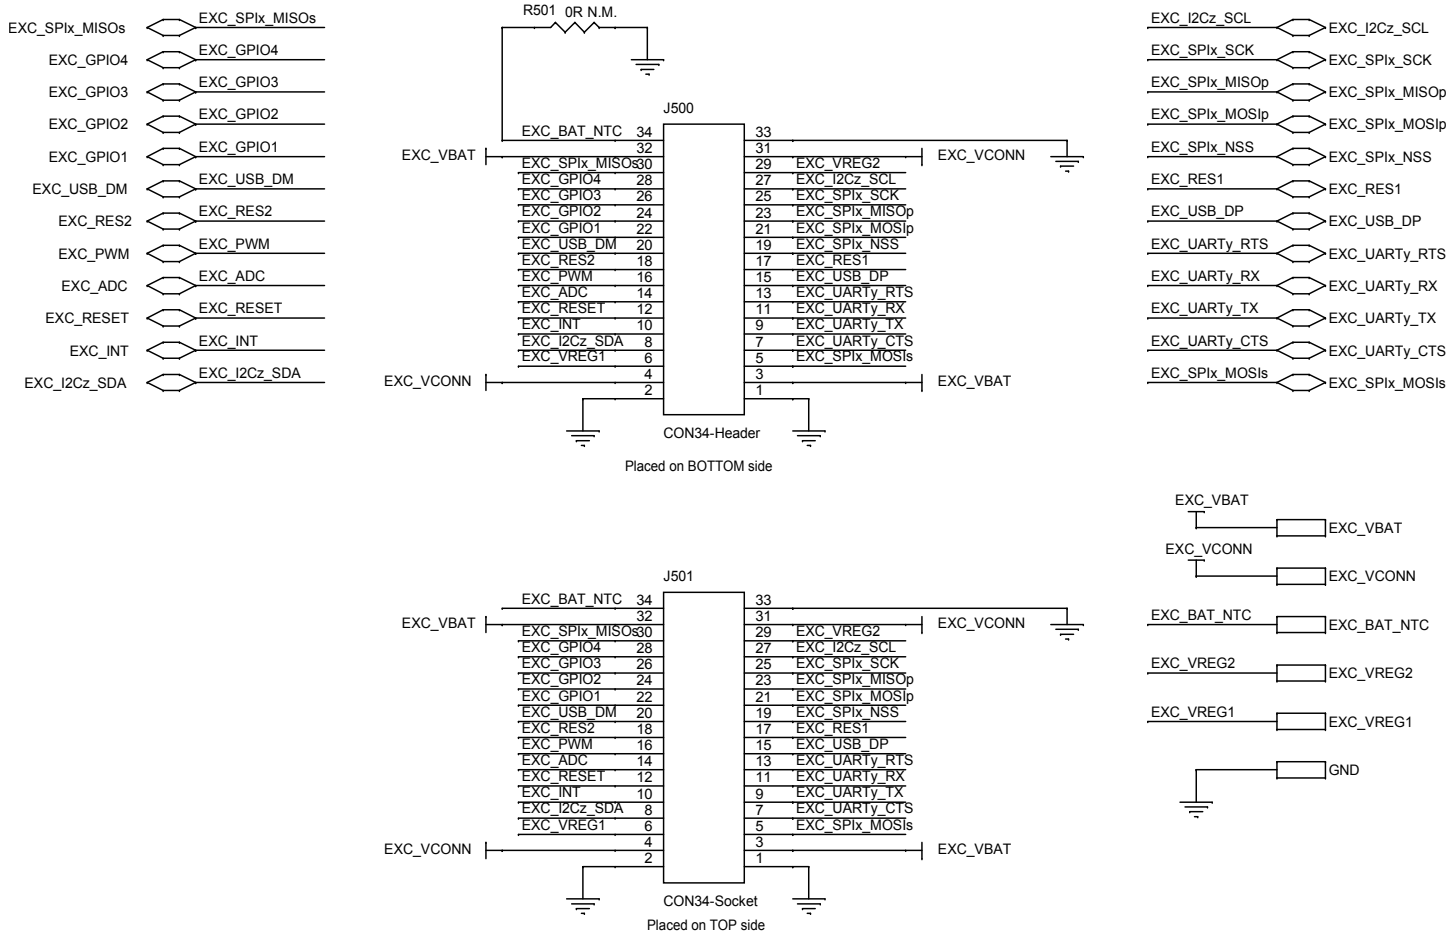 EXC_SPIx_MISOs EXC_SPIx_MISOs
EXC_GPIO4 EXC_GPIO4
EXC_GPIO3 EXC_GPIO3
EXC_GPIO2 EXC_GPIO2
EXC_GPIO1 EXC_GPIO1
EXC_USB_DM EXC_USB_DM
EXC_RES2 EXC_RES2
EXC_PWM EXC_PWM
EXC_ADC EXC_ADC
EXC_RESET EXC_RESET
EXC_INT EXC_INT
EXC_I2Cz_SDA EXC_I2Cz_SDA
R501 0R N.M.
J500
EXC_BAT_NTC 34 33
EXC_VBAT 32 31 EXC_VCONN
EXC_SPIx_MISOs 30 29 EXC_VREG2
EXC_GPIO4 28 27 EXC_I2Cz_SCL
EXC_GPIO3 26 25 EXC_SPIx_SCK
EXC_GPIO2 24 23 EXC_SPIx_MISOp
EXC_GPIO1 22 21 EXC_SPIx_MOSIp
EXC_USB_DM 20 19 EXC_SPIx_NSS
EXC_RES2 18 17 EXC_RES1
EXC_PWM 16 15 EXC_USB_DP
EXC_ADC 14 13 EXC_UARTy_RTS
EXC_RESET 12 11 EXC_UARTy_RX
EXC_INT 10 9 EXC_UARTy_TX
EXC_I2Cz_SDA 8 7 EXC_UARTy_CTS
EXC_VREG1 6 5 EXC_SPIx_MOSIs
EXC_VCONN 4 3 EXC_VBAT
2 1
CON34-Header
Placed on BOTTOM side
EXC_I2Cz_SCL EXC_I2Cz_SCL
EXC_SPIx_SCK EXC_SPIx_SCK
EXC_SPIx_MISOp EXC_SPIx_MISOp
EXC_SPIx_MOSIp EXC_SPIx_MOSIp
EXC_SPIx_NSS EXC_SPIx_NSS
EXC_RES1 EXC_RES1
EXC_USB_DP EXC_USB_DP
EXC_UARTy_RTS EXC_UARTy_RTS
EXC_UARTy_RX EXC_UARTy_RX
EXC_UARTy_TX EXC_UARTy_TX
EXC_UARTy_CTS EXC_UARTy_CTS
EXC_SPIx_MOSIs EXC_SPIx_MOSIs
J501
EXC_BAT_NTC 34 33
EXC_VBAT 32 31 EXC_VCONN
EXC_SPIx_MISOs 30 29 EXC_VREG2
EXC_GPIO4 28 27 EXC_I2Cz_SCL
EXC_GPIO3 26 25 EXC_SPIx_SCK
EXC_GPIO2 24 23 EXC_SPIx_MISOp
EXC_GPIO1 22 21 EXC_SPIx_MOSIp
EXC_USB_DM 20 19 EXC_SPIx_NSS
EXC_RES2 18 17 EXC_RES1
EXC_PWM 16 15 EXC_USB_DP
EXC_ADC 14 13 EXC_UARTy_RTS
EXC_RESET 12 11 EXC_UARTy_RX
EXC_INT 10 9 EXC_UARTy_TX
EXC_I2Cz_SDA 8 7 EXC_UARTy_CTS
EXC_VREG1 6 5 EXC_SPIx_MOSIs
EXC_VCONN 4 3 EXC_VBAT
2 1
CON34-Socket
Placed on TOP side
EXC_VBAT
EXC_VBAT
EXC_VCONN
EXC_VCONN
EXC_BAT_NTC EXC_BAT_NTC
EXC_VREG2 EXC_VREG2
EXC_VREG1 EXC_VREG1
GND